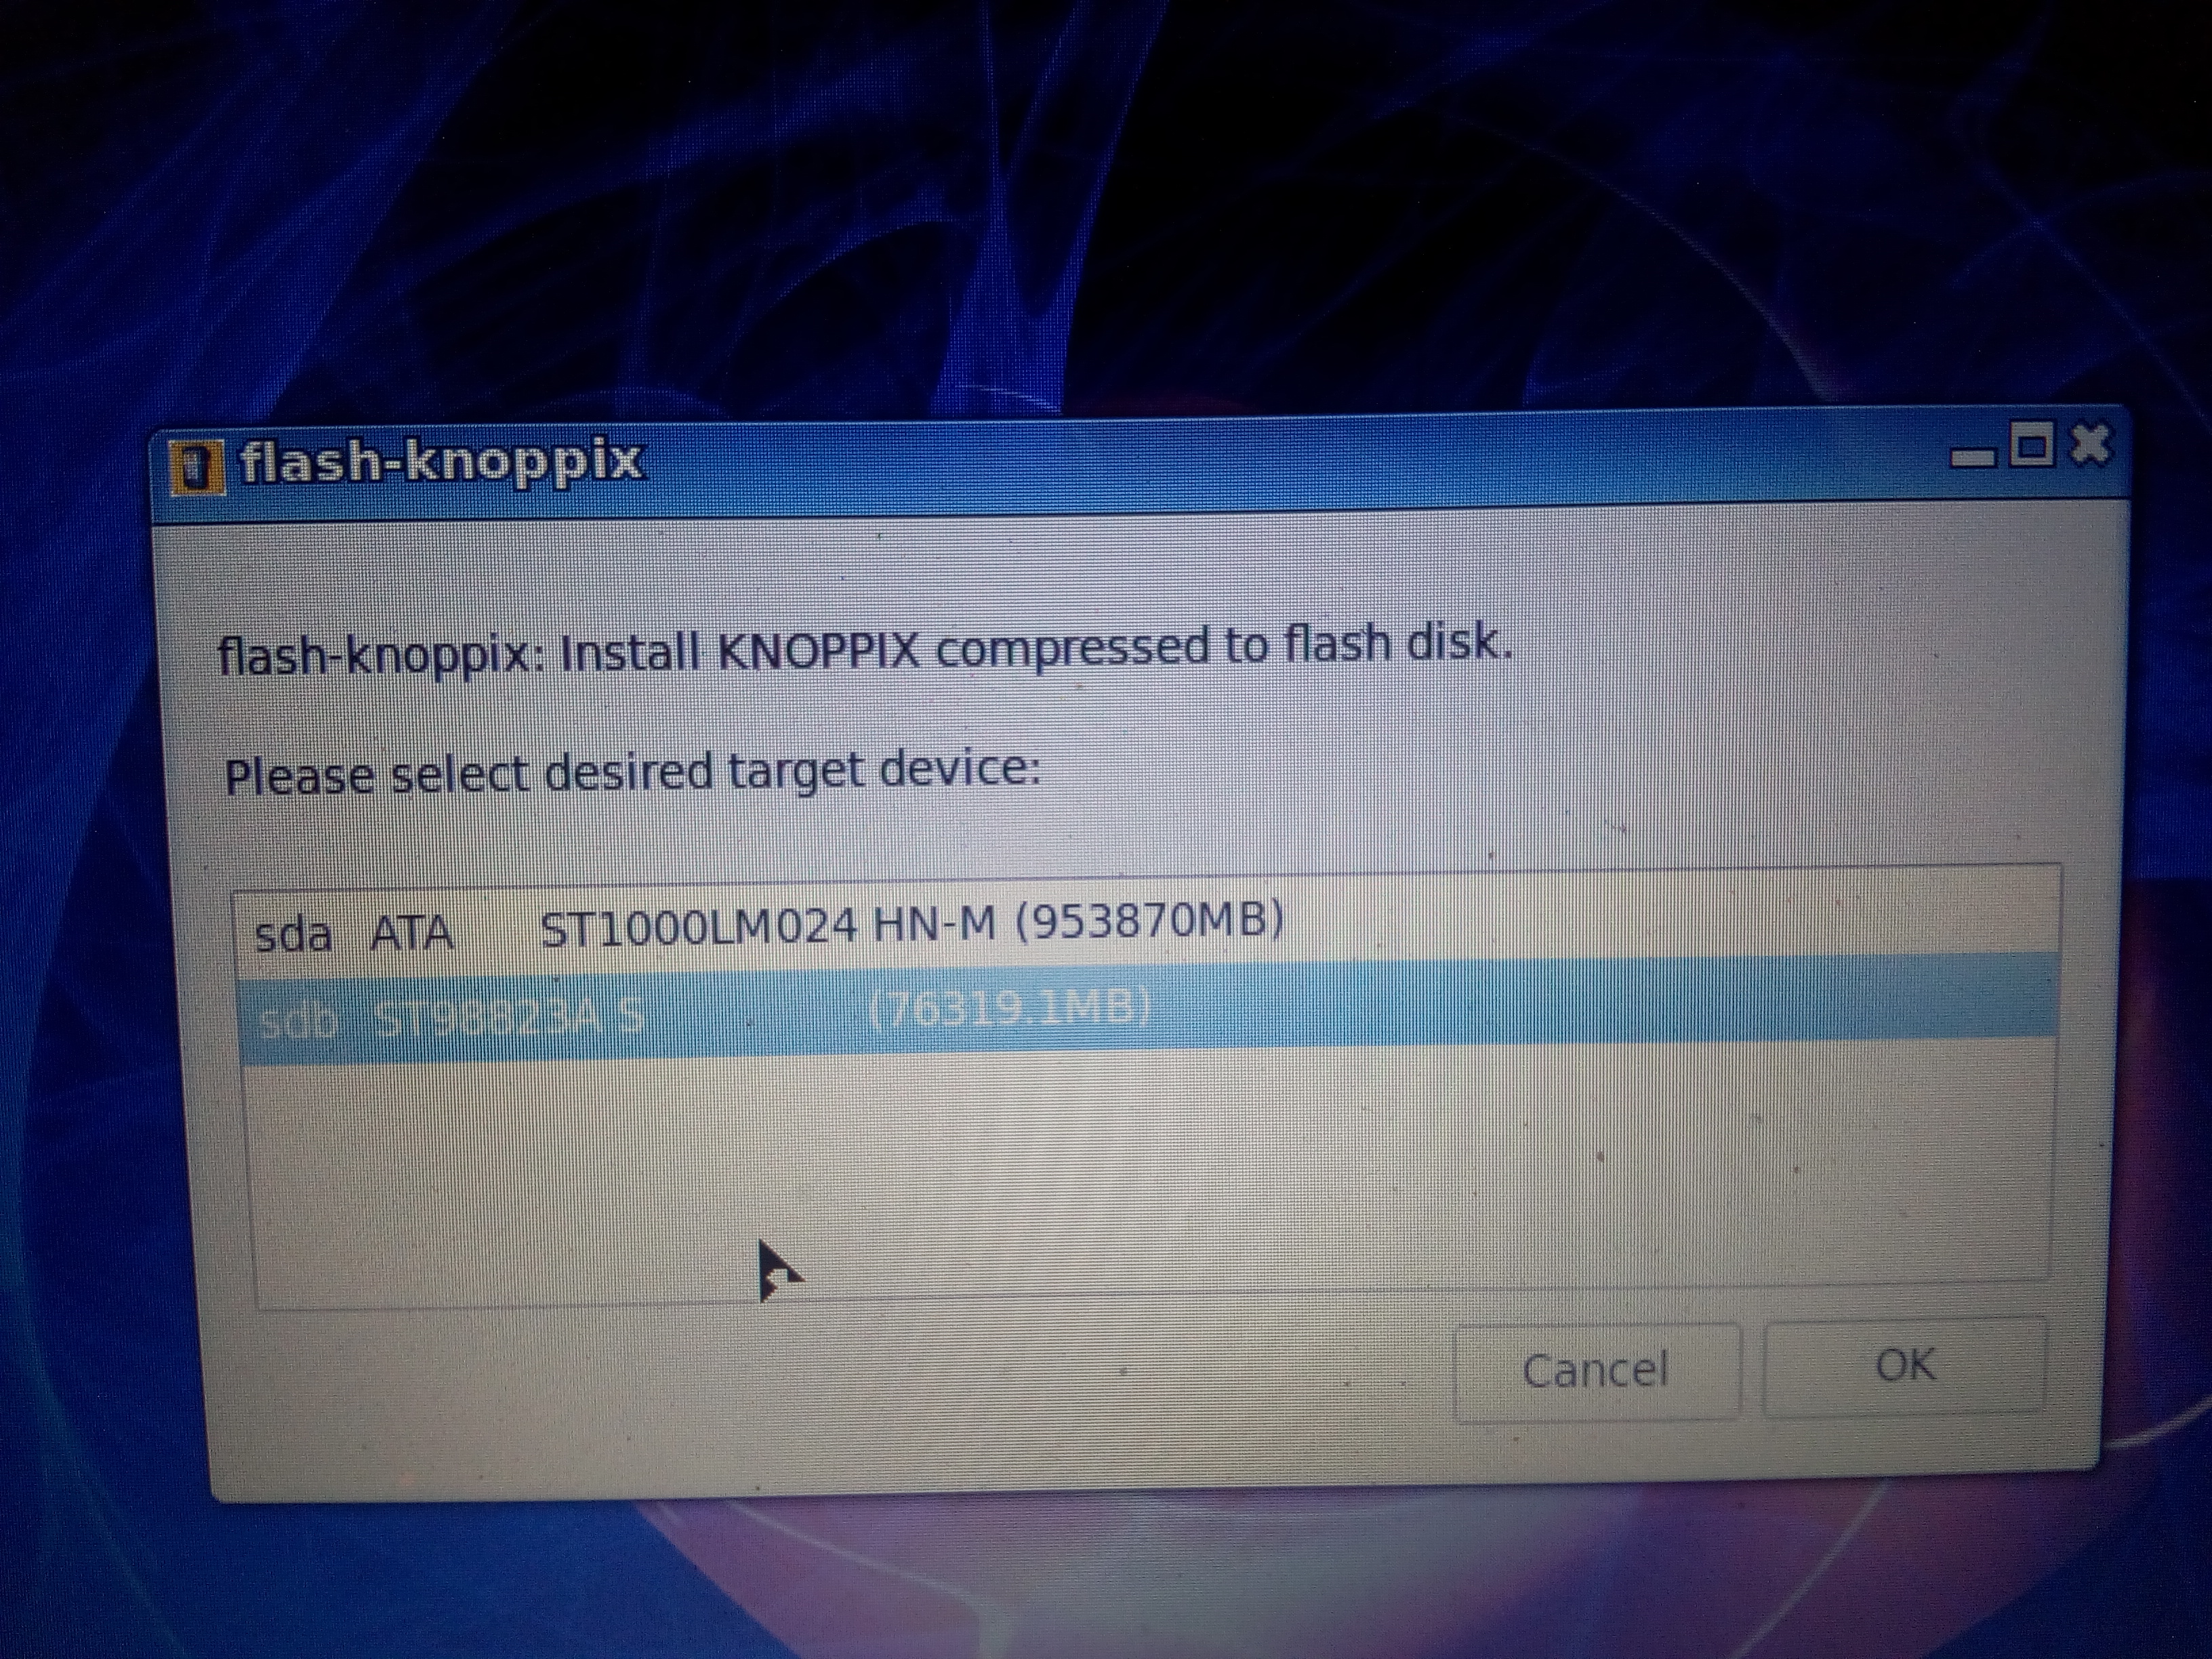 flash-knoppix
flash-knoppix: Install KNOPPIX compressed to flash disk.
Please select desired target device:
sda ATA ST1000LM024 HN-M (953870MB)
sdb ST98823A S (76319.1MB)
Cancel OK